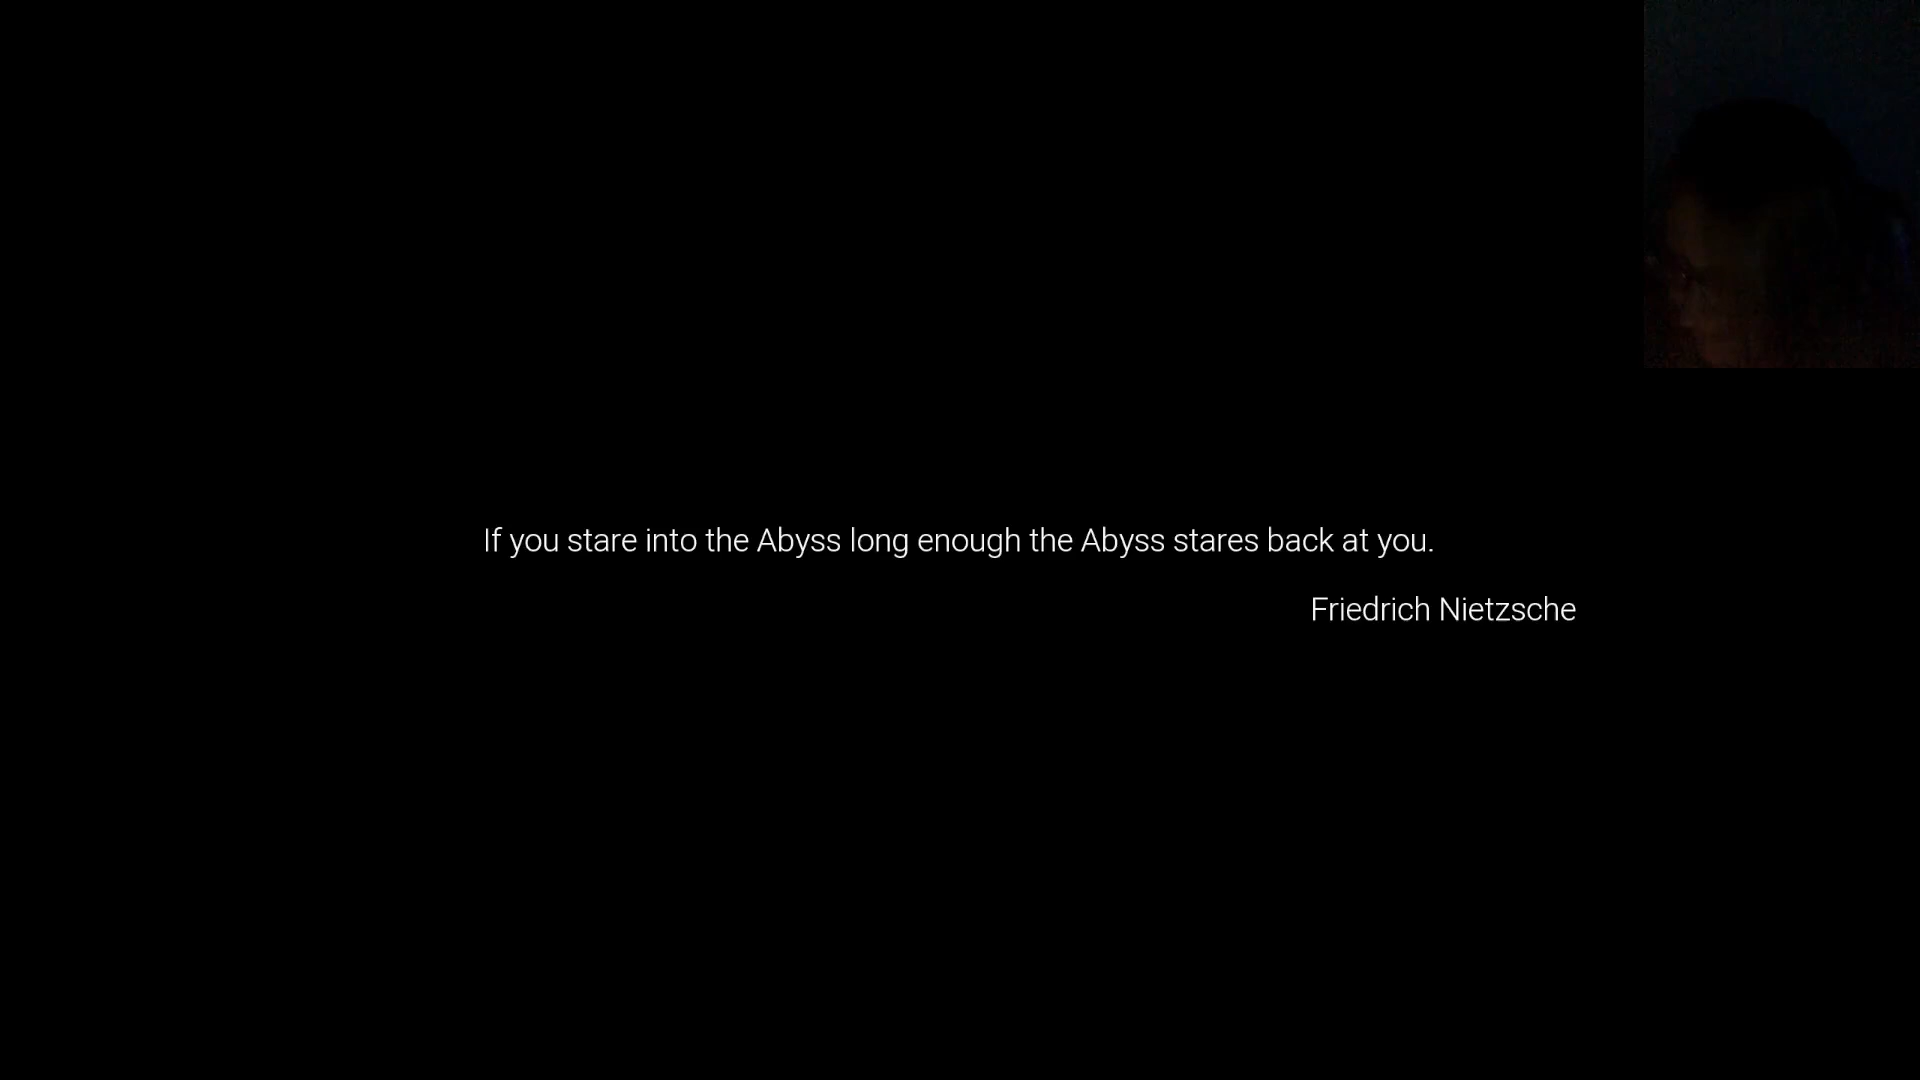 If you stare into the Abyss long enough the Abyss stares back at you.
Friedrich Nietzsche